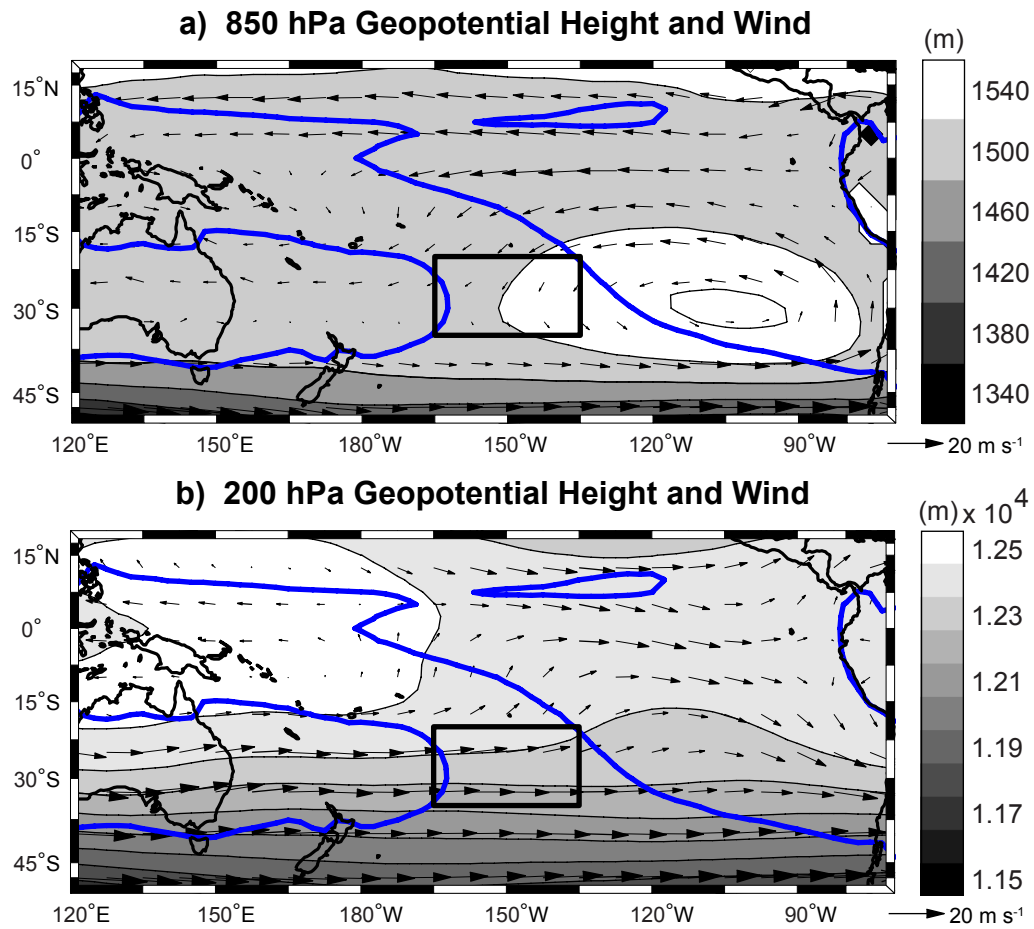 a) 850 hPa Geopotential Height and Wind
(m)
15°N
0°
15°S
30°S
45°S
1540
1500
1460
1420
1380
1340
120°E 150°E 180°W 150°W 120°W 90°W
20 m s⁻¹
b) 200 hPa Geopotential Height and Wind
(m) x 10⁴
15°N
0°
15°S
30°S
45°S
1.25
1.23
1.21
1.19
1.17
1.15
120°E 150°E 180°W 150°W 120°W 90°W
20 m s⁻¹